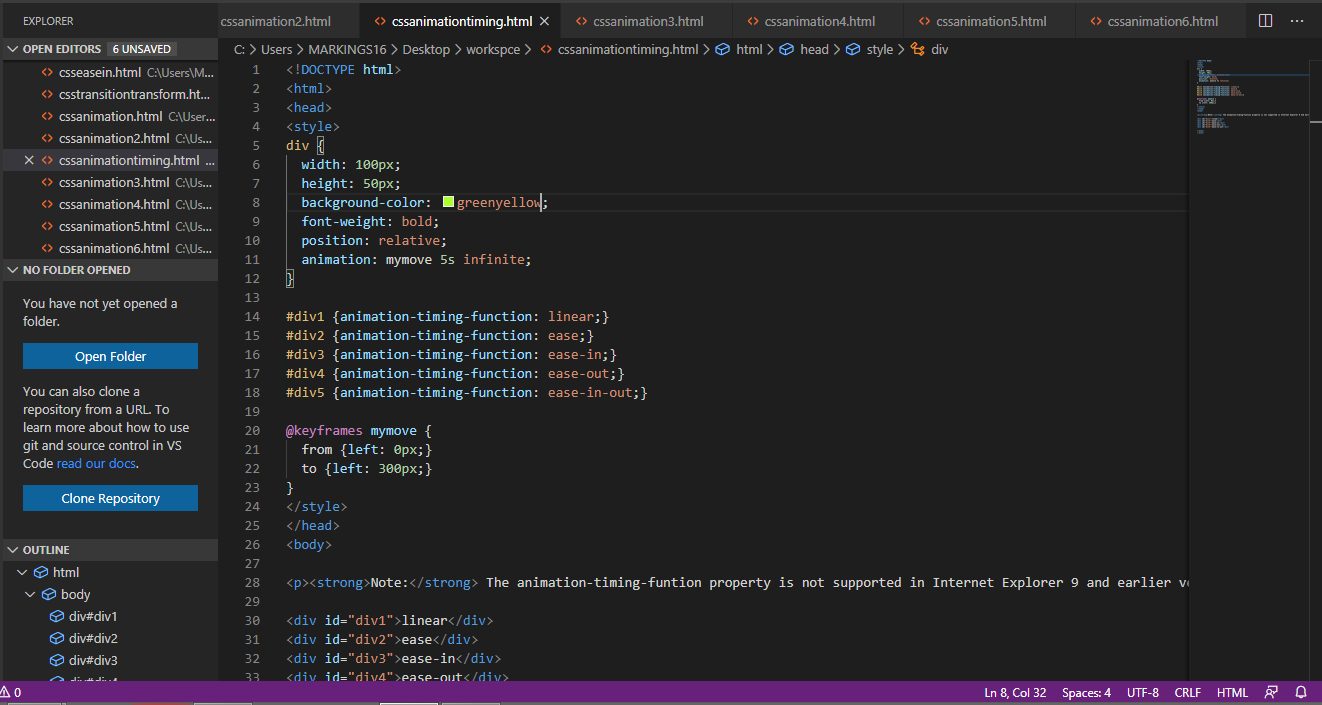 EXPLORER
cssanimation2.html
cssanimationtiming.html
cssanimation3.html
cssanimation4.html
cssanimation5.html
cssanimation6.html
OPEN EDITORS 6 UNSAVED
csseasein.html C:\Users\M...
csstransitiontransform.ht...
cssanimation.html C:\User...
cssanimation2.html C:\Us...
cssanimationtiming.html ...
cssanimation3.html C:\Us...
cssanimation4.html C:\Us...
cssanimation5.html C:\Us...
cssanimation6.html C:\Us...
NO FOLDER OPENED
You have not yet opened a
folder.
Open Folder
You can also clone a
repository from a URL. To
learn more about how to use
git and source control in VS
Code read our docs.
Clone Repository
OUTLINE
html
body
div#div1
div#div2
div#div3
div#div4
C: > Users > MARKINGS16 > Desktop > workspce > cssanimationtiming.html > html > head > style > div
1 <!DOCTYPE html>
2 <html>
3 <head>
4 <style>
5 div {
6 width: 100px;
7 height: 50px;
8 background-color: greenyellow;
9 font-weight: bold;
10 position: relative;
11 animation: mymove 5s infinite;
12 }
13
14 #div1 {animation-timing-function: linear;}
15 #div2 {animation-timing-function: ease;}
16 #div3 {animation-timing-function: ease-in;}
17 #div4 {animation-timing-function: ease-out;}
18 #div5 {animation-timing-function: ease-in-out;}
19
20 @keyframes mymove {
21 from {left: 0px;}
22 to {left: 300px;}
23 }
24 </style>
25 </head>
26 <body>
27
28 <p><strong>Note:</strong> The animation-timing-funtion property is not supported in Internet Explorer 9 and earlier ve
29
30 <div id="div1">linear</div>
31 <div id="div2">ease</div>
32 <div id="div3">ease-in</div>
33 <div id="div4">ease-out</div>
0
Ln 8, Col 32
Spaces: 4
UTF-8
CRLF
HTML